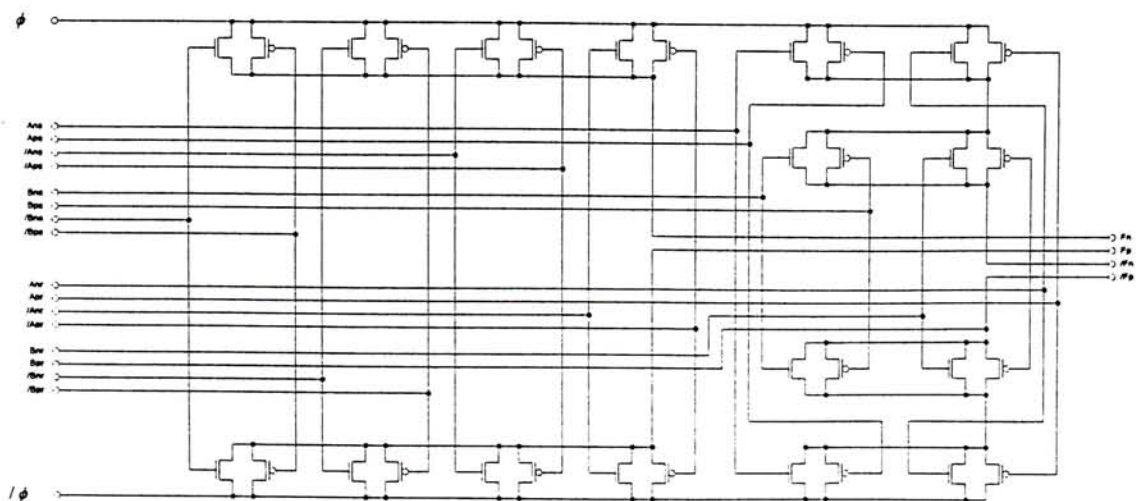 ϕ
Ans
Aps
/Ans
/Aps
Bns
Bps
/Bns
/Bps
Fn
Fp
/Fn
/Fp
Anr
Apr
/Anr
/Apr
Bnr
Bpr
/Bnr
/Bpr
/ϕ